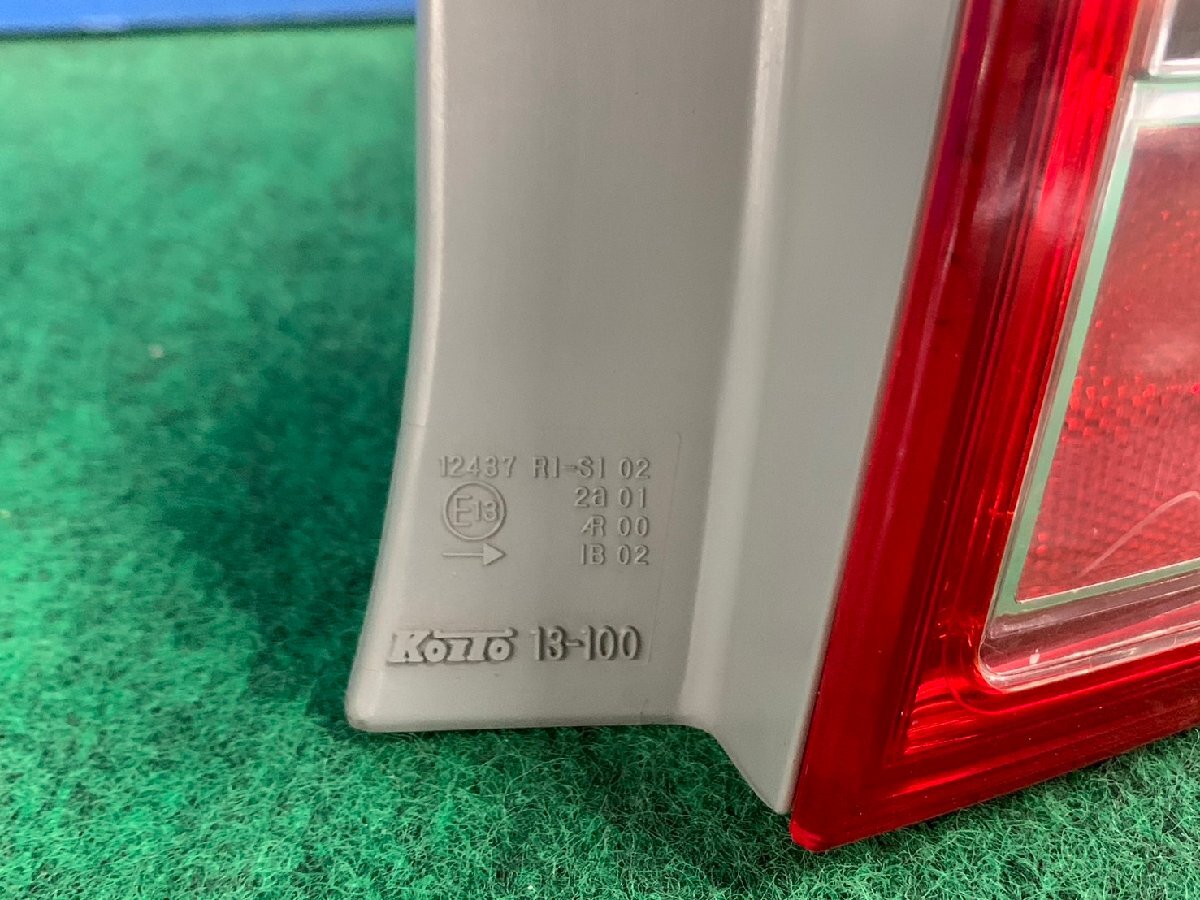 12437 R1-S1 02
E13 2a 01
AR 00
→ IB 02
KOITO 13-100